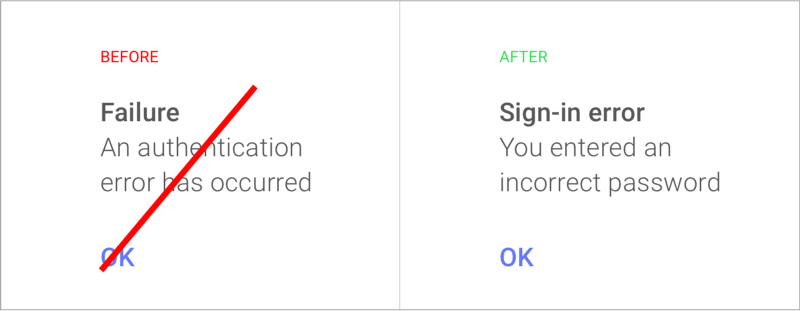 BEFORE
Failure
An authentication
error has occurred
OK
AFTER
Sign-in error
You entered an
incorrect password
OK